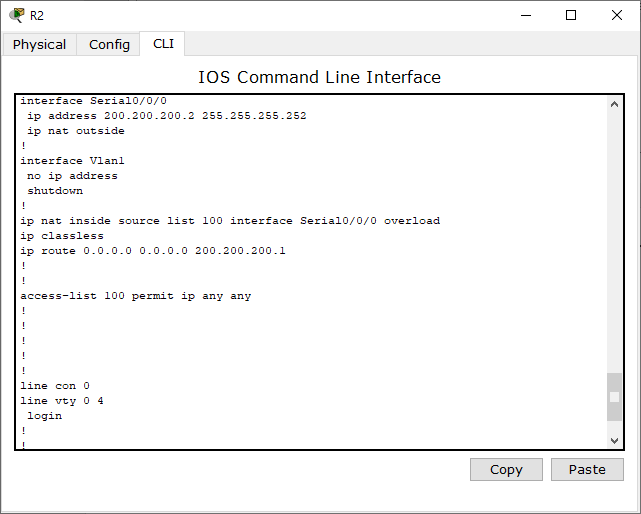 R2
Physical Config CLI
IOS Command Line Interface
interface Serial0/0/0
 ip address 200.200.200.2 255.255.255.252
 ip nat outside
!
interface Vlan1
 no ip address
 shutdown
!
ip nat inside source list 100 interface Serial0/0/0 overload
ip classless
ip route 0.0.0.0 0.0.0.0 200.200.200.1
!
!
access-list 100 permit ip any any
!
!
!
!
!
line con 0
line vty 0 4
 login
!
!
Copy Paste